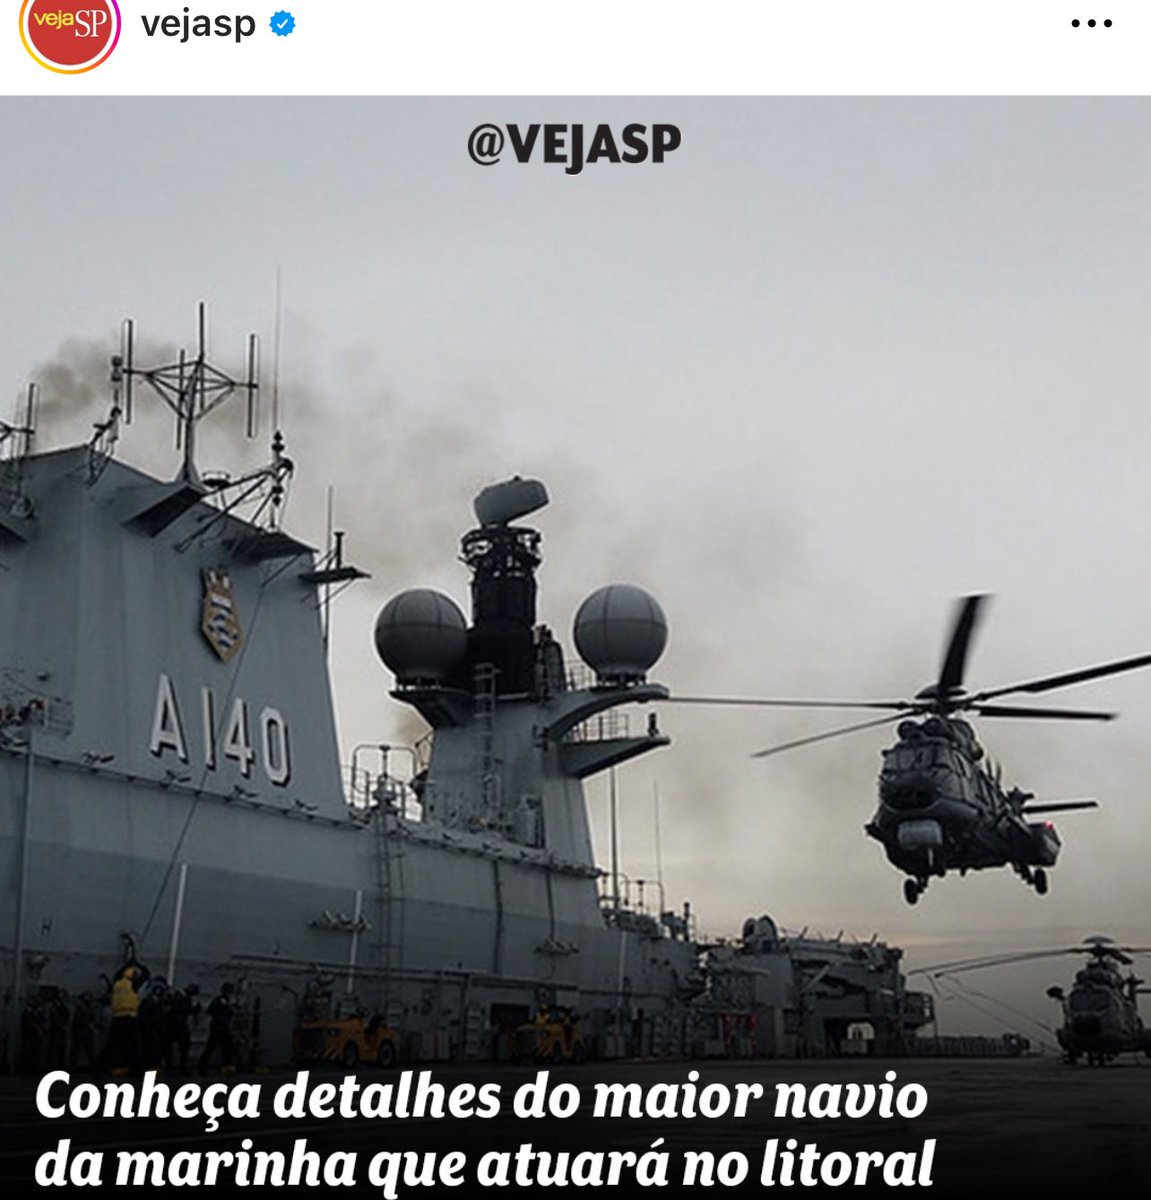 vejaSP
vejasp
@VEJASP
A140
Conheça detalhes do maior navio
da marinha que atuará no litoral